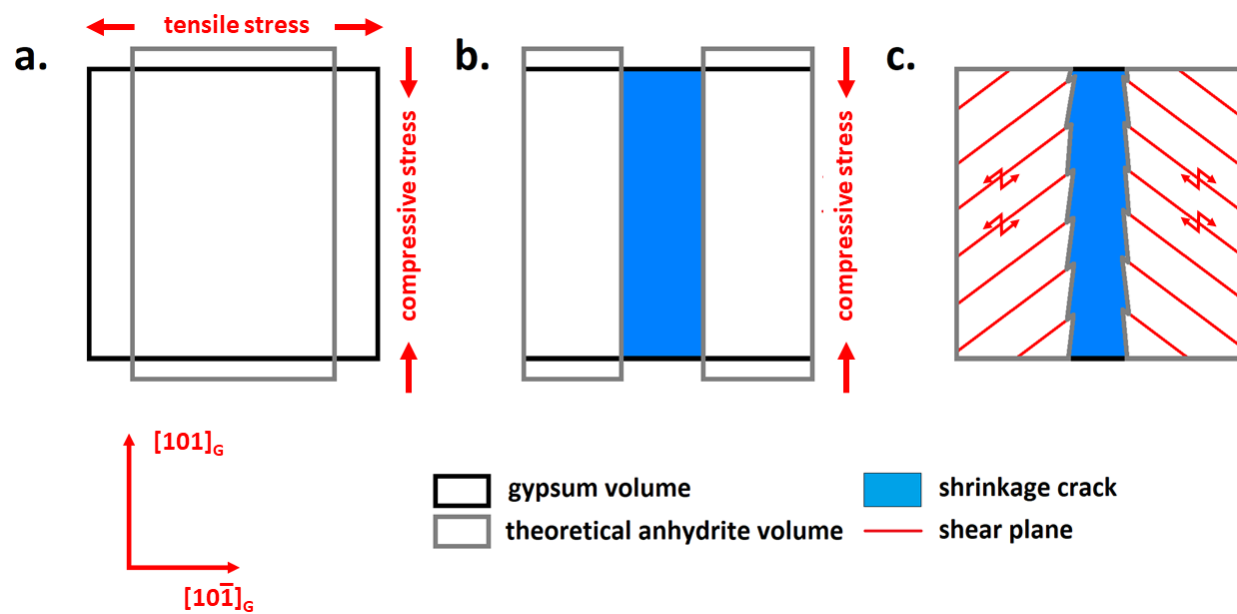 tensile stress
a.
b.
c.
compressive stress
compressive stress
[101]G
[101̅]G
gypsum volume
shrinkage crack
theoretical anhydrite volume
shear plane